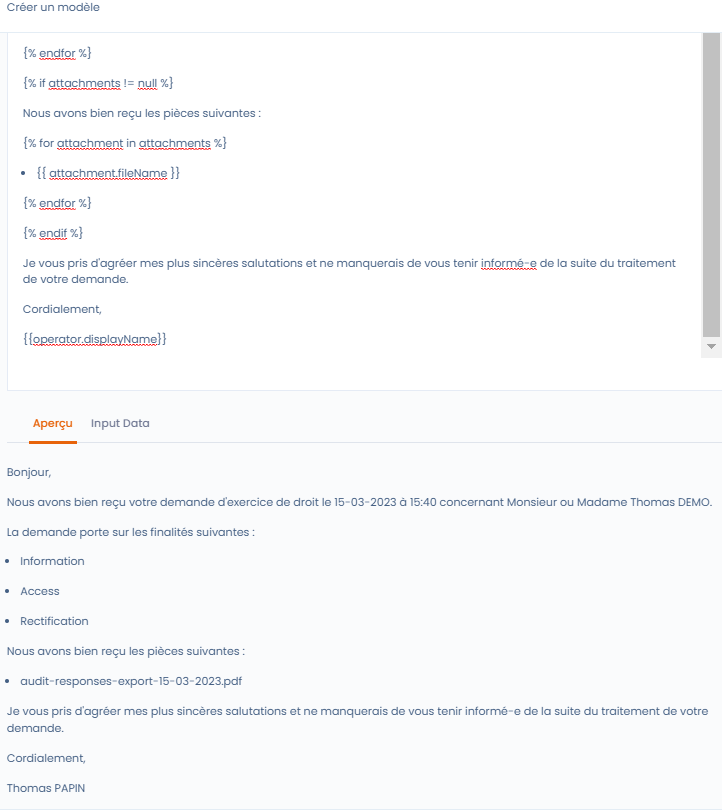 Créer un modèle
{% endfor %}
{% if attachments != null %}
Nous avons bien reçu les pièces suivantes :
{% for attachment in attachments %}
• {{ attachment.fileName }}
{% endfor %}
{% endif %}
Je vous pris d'agréer mes plus sincères salutations et ne manquerais de vous tenir informé-e de la suite du traitement
de votre demande.
Cordialement,
{{operator.displayName}}
Aperçu Input Data
Bonjour,
Nous avons bien reçu votre demande d'exercice de droit le 15-03-2023 à 15:40 concernant Monsieur ou Madame Thomas DEMO.
La demande porte sur les finalités suivantes :
• Information
• Access
• Rectification
Nous avons bien reçu les pièces suivantes :
• audit-responses-export-15-03-2023.pdf
Je vous pris d'agréer mes plus sincères salutations et ne manquerais de vous tenir informé-e de la suite du traitement de votre
demande.
Cordialement,
Thomas PAPIN